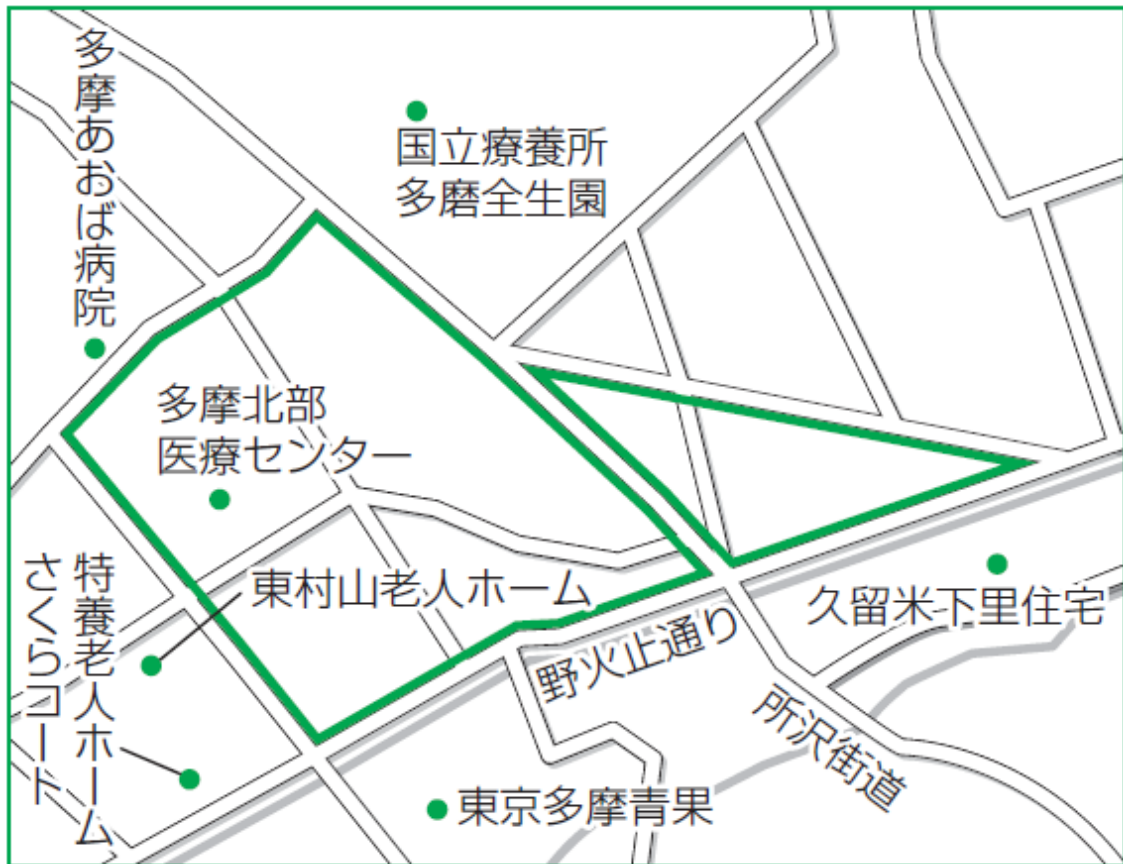 多摩あおば病院
国立療養所
多磨全生園
多摩北部
医療センター
東村山老人ホーム
特養老人ホーム
さくらコート
野火止通り
久留米下里住宅
所沢街道
東京多摩青果